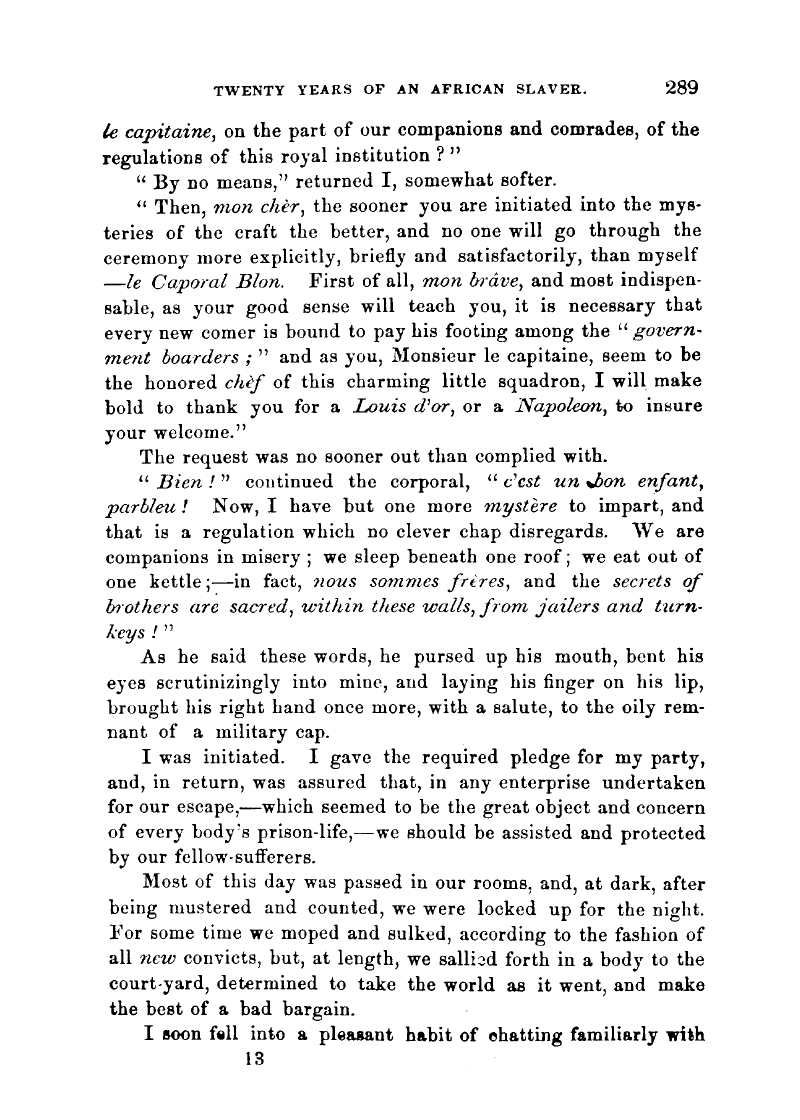 TWENTY YEARS OF AN AFRICAN SLAVER. 289
le capitaine, on the part of our companions and comrades, of the
regulations of this royal institution ? "
" By no means," returned I, somewhat softer.
" Then, mon chèr, the sooner you are initiated into the mys-
teries of the craft the better, and no one will go through the
ceremony more explicitly, briefly and satisfactorily, than myself
—le Caporal Blon. First of all, mon brâve, and most indispen-
sable, as your good sense will teach you, it is necessary that
every new comer is bound to pay his footing among the " govern-
ment boarders ; " and as you, Monsieur le capitaine, seem to be
the honored chèf of this charming little squadron, I will make
bold to thank you for a Louis d'or, or a Napoleon, to insure
your welcome."
The request was no sooner out than complied with.
" Bien ! " continued the corporal, " c'est un bon enfant,
parbleu ! Now, I have but one more mystère to impart, and
that is a regulation which no clever chap disregards. We are
companions in misery ; we sleep beneath one roof ; we eat out of
one kettle ;—in fact, nous sommes frères, and the secrets of
brothers are sacred, within these walls, from jailers and turn-
keys ! "
As he said these words, he pursed up his mouth, bent his
eyes scrutinizingly into mine, and laying his finger on his lip,
brought his right hand once more, with a salute, to the oily rem-
nant of a military cap.
I was initiated. I gave the required pledge for my party,
and, in return, was assured that, in any enterprise undertaken
for our escape,—which seemed to be the great object and concern
of every body's prison-life,—we should be assisted and protected
by our fellow-sufferers.
Most of this day was passed in our rooms, and, at dark, after
being mustered and counted, we were locked up for the night.
For some time we moped and sulked, according to the fashion of
all new convicts, but, at length, we sallied forth in a body to the
court-yard, determined to take the world as it went, and make
the best of a bad bargain.
I soon fell into a pleasant habit of chatting familiarly with
13